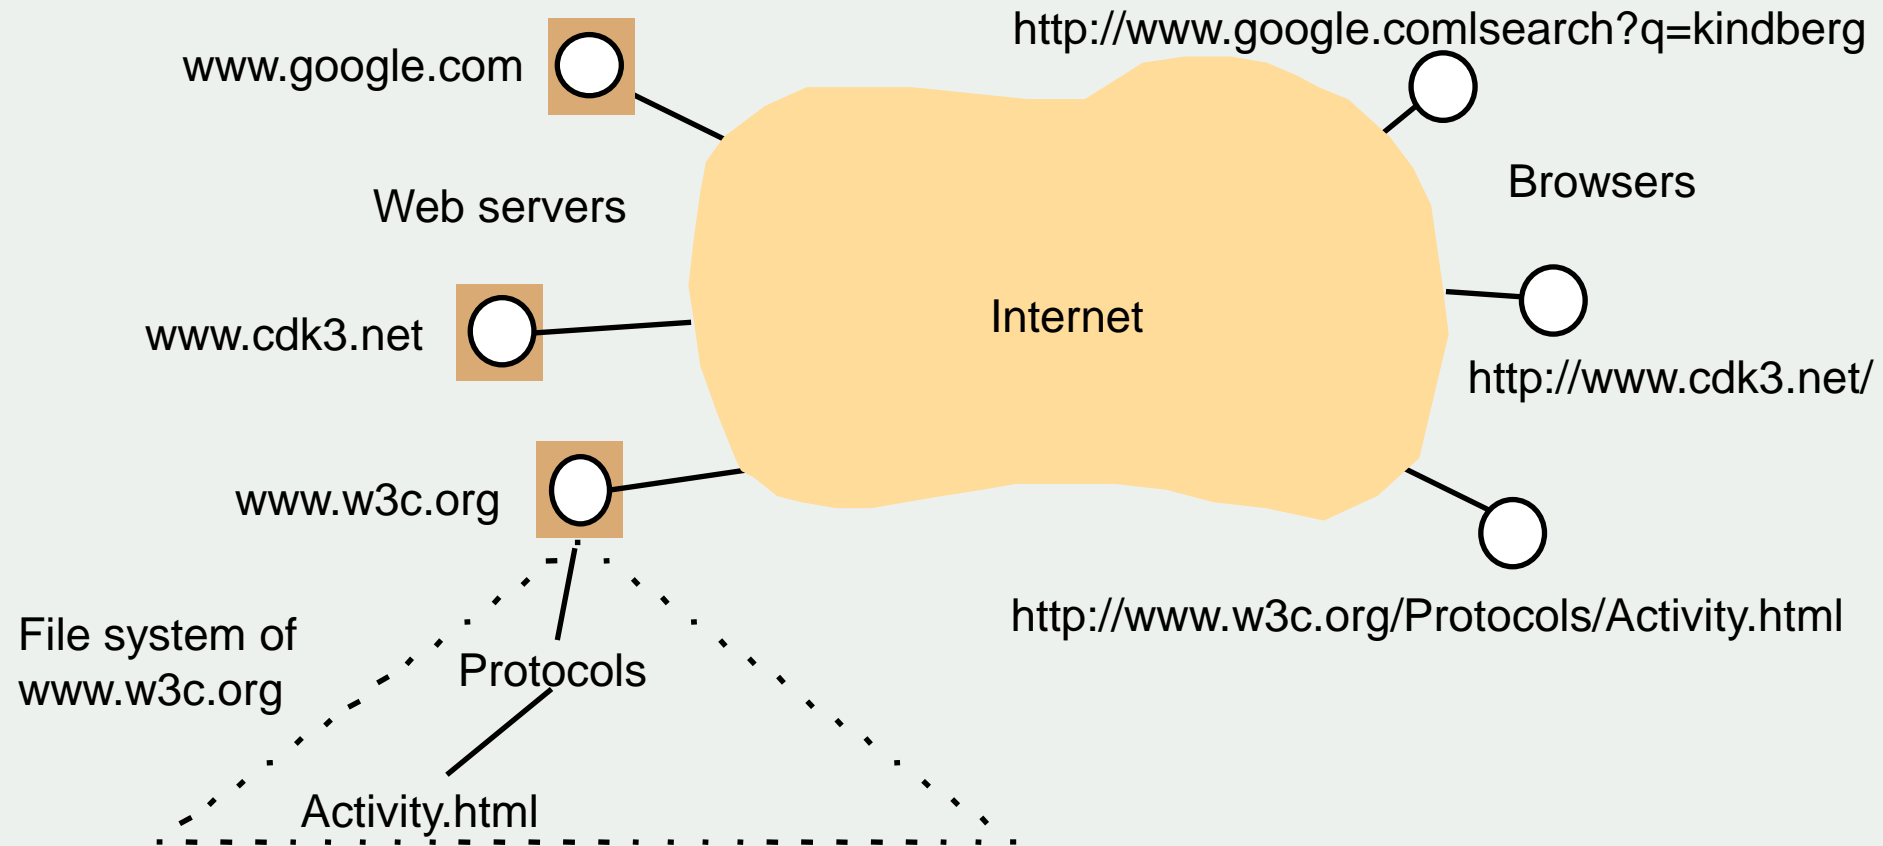 http://www.google.comlsearch?q=kindberg
www.google.com
Browsers
Web servers
Internet
www.cdk3.net
http://www.cdk3.net/
www.w3c.org
http://www.w3c.org/Protocols/Activity.html
File system of
www.w3c.org
Protocols
Activity.html